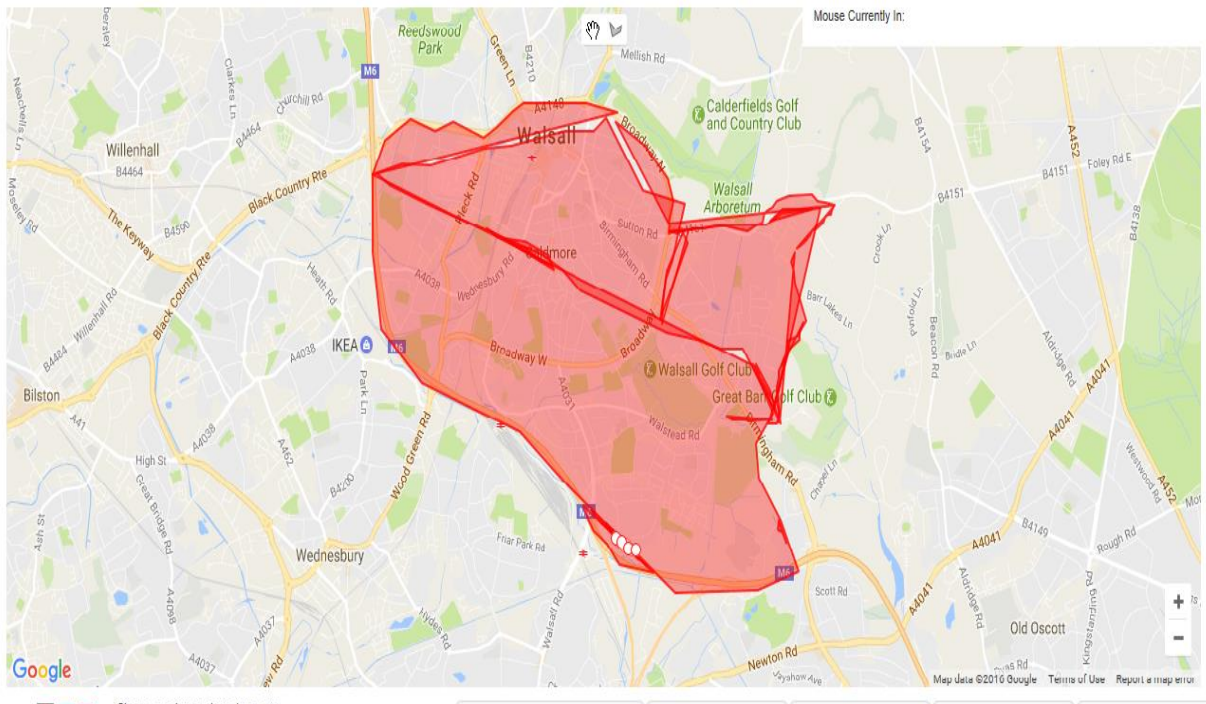 Mouse Currently In:
Reedswood
Park
Green Ln
B4210
Mellish Rd
M6
Clarkes Ln
Churchill Rd
Neachells Ln
A4148
Calderfields Golf
and Country Club
Broadway N
Walsall
B4154
A452
Willenhall
B4464
B4464
Foley Rd E
B4151
B4151
Black Country Rte
Moseley Rd
Walsall
Arboretum
B4151
The Keyway
B4590
Sutton Rd
B4138
Birmingham Rd
Crook Ln
Black Country Rte
Heath Rd
A4038
Wednesbury Rd
Willenhall Rd
Barr Lakes Ln
Beacon Rd
Bridle Ln
Aldridge Rd
B4484
IKEA
M6
A4038
Park Ln
Broadway W
Broadway
Walsall Golf Club
A4041
Bilston
A4031
Great Barr Golf Club
A41
A4038
Walstead Rd
Birmingham Rd
A4041
High St
A462
Wood Green Rd
Chapel Ln
Westwood Rd
A452
B4200
Great Bridge Rd
Ash St
M6
Friar Park Rd
B4149
Rough Rd
A4041
Wednesbury
M6
Scott Rd
Aldridge Rd
A4098
Hydes Rd
Walsall Rd
A4041
Old Oscott
Kingstanding Rd
A4037
A4037
Newton Rd
+
-
Google
Map data ©2016 Google Terms of Use Report a map error